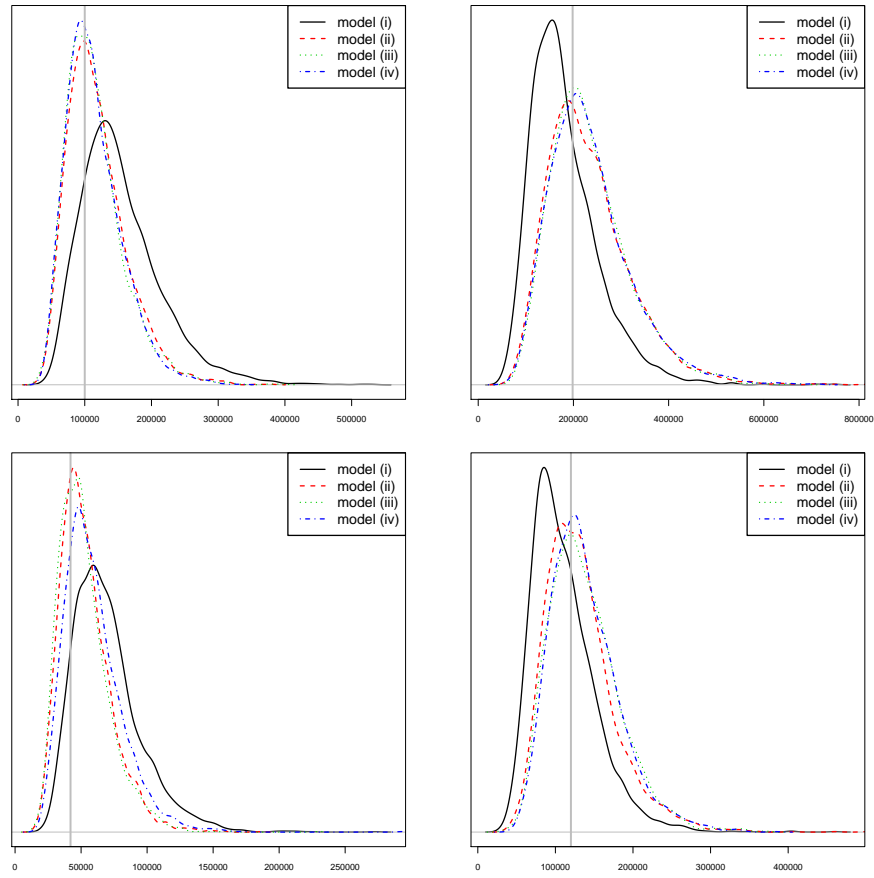 model (i)
model (ii)
model (iii)
model (iv)
0 100000 200000 300000 400000 500000
model (i)
model (ii)
model (iii)
model (iv)
0 200000 400000 600000 800000
model (i)
model (ii)
model (iii)
model (iv)
0 50000 100000 150000 200000 250000
model (i)
model (ii)
model (iii)
model (iv)
0 100000 200000 300000 400000